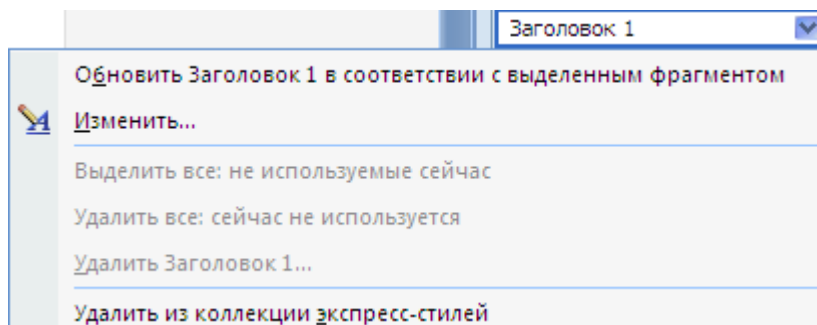 Заголовок 1
Обновить Заголовок 1 в соответствии с выделенным фрагментом
Изменить...
Выделить все: не используемые сейчас
Удалить все: сейчас не используется
Удалить Заголовок 1...
Удалить из коллекции экспресс-стилей